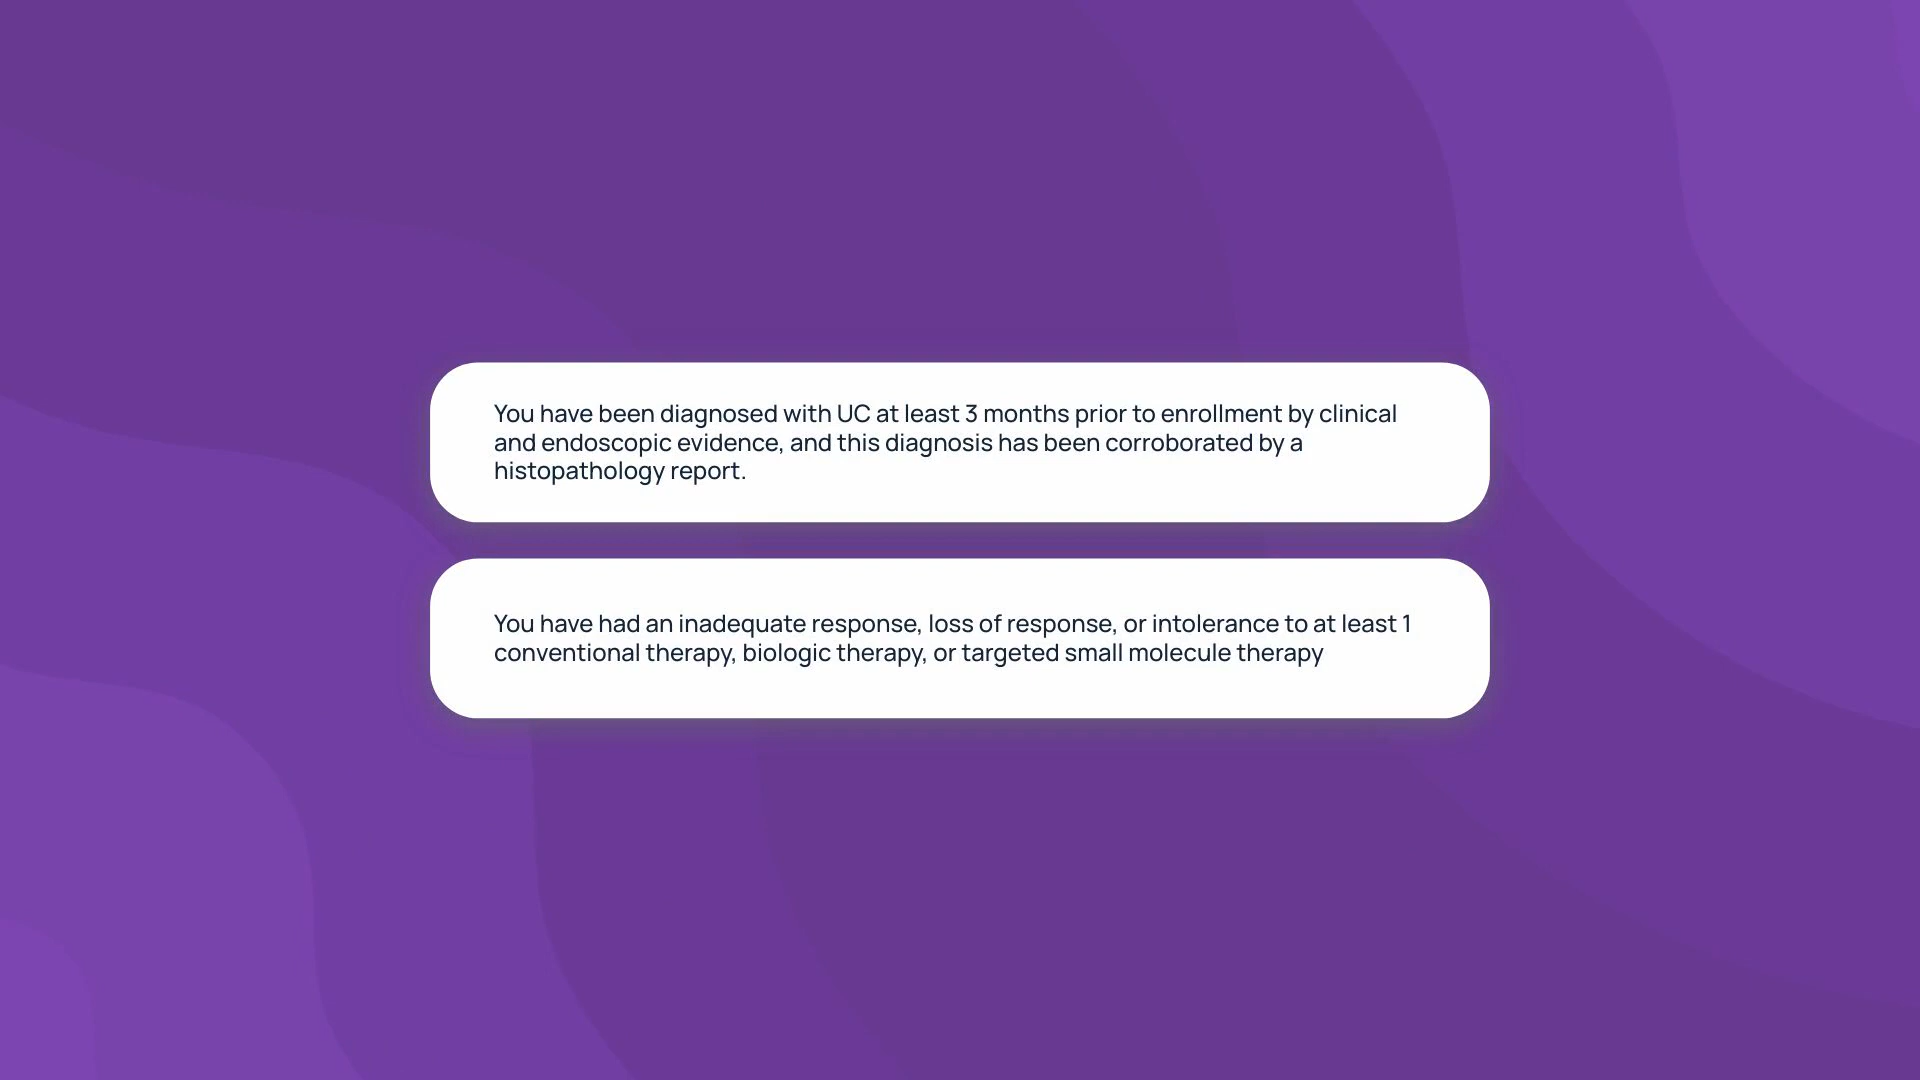 You have been diagnosed with UC at least 3 months prior to enrollment by clinical
and endoscopic evidence, and this diagnosis has been corroborated by a
histopathology report.
You have had an inadequate response, loss of response, or intolerance to at least 1
conventional therapy, biologic therapy, or targeted small molecule therapy